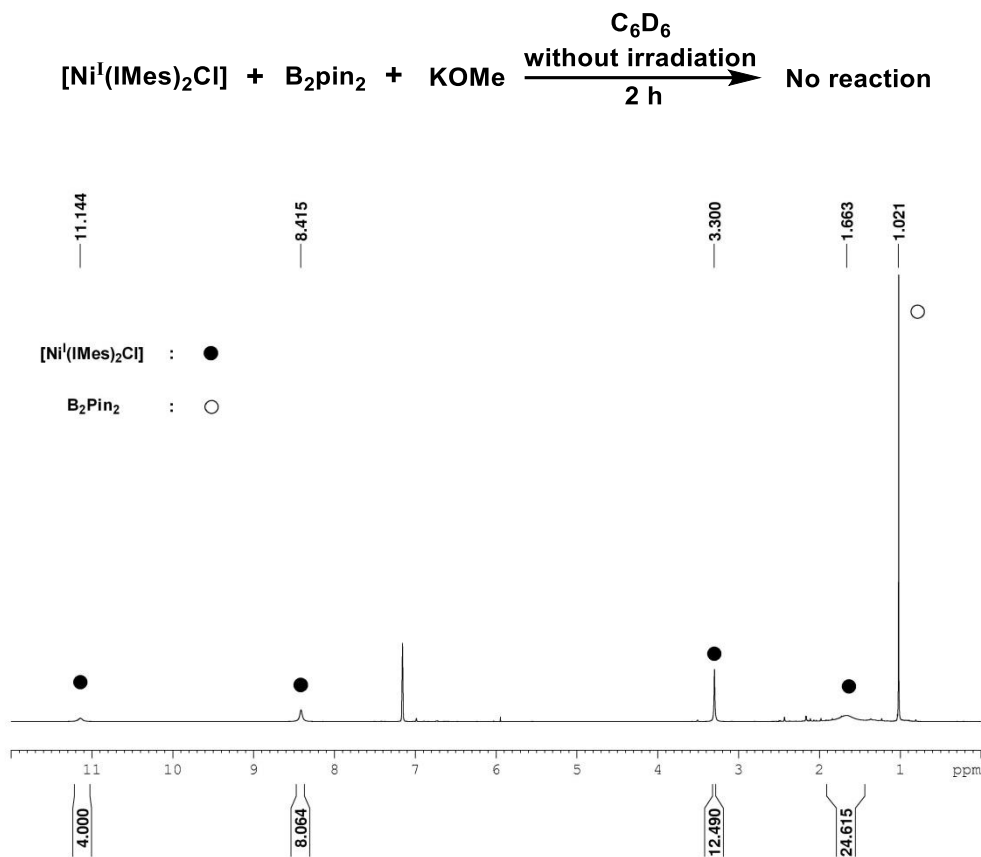 C₆D₆
[Niᴵ(IMes)₂Cl] + B₂pin₂ + KOMe without irradiation No reaction
2 h
11.144 8.415 3.300 1.663 1.021
[Niᴵ(IMes)₂Cl] :
B₂Pin₂ :
11 10 9 8 7 6 5 4 3 2 1 ppm
4.000 8.064 12.490 24.615